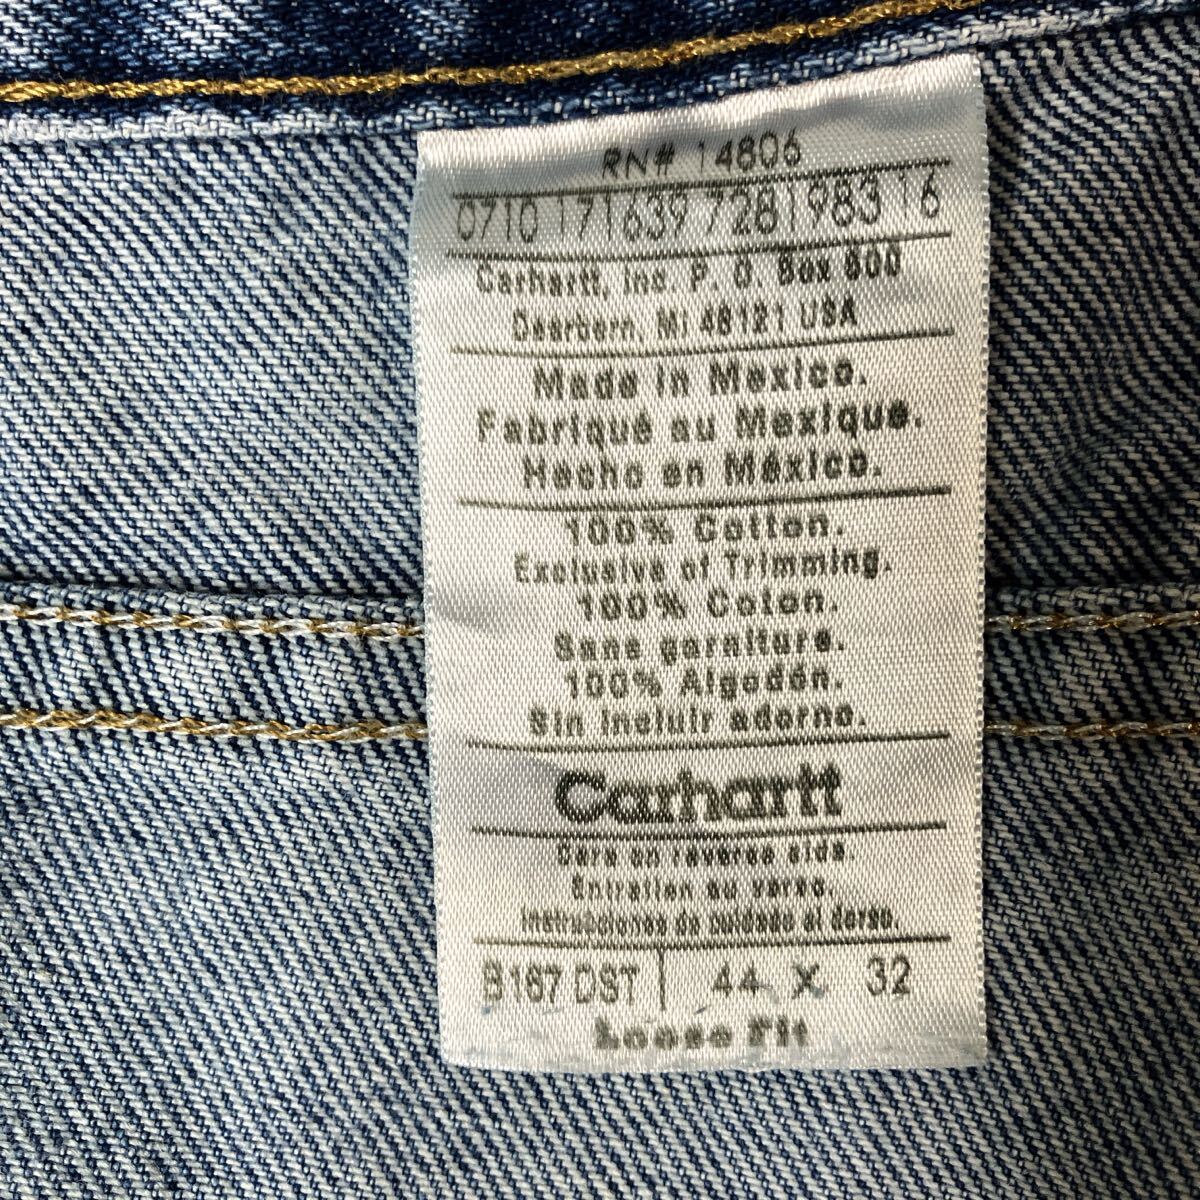 RN# 14806
0710 171639 7281983 16
Carhartt, Inc. P. O. Box 600
Dearborn, MI 48121 USA
Made in Mexico.
Fabriqué au Mexique.
Hecho en México.
100% Cotton.
Exclusive of Trimming.
100% Coton.
Sans garniture.
100% Algodón.
Sin incluir adorno.
Carhartt
Care on reverse side.
Entretien au verso.
Instrucciones de cuidado al dorso.
B167 DST 44 X 32
Loose Fit